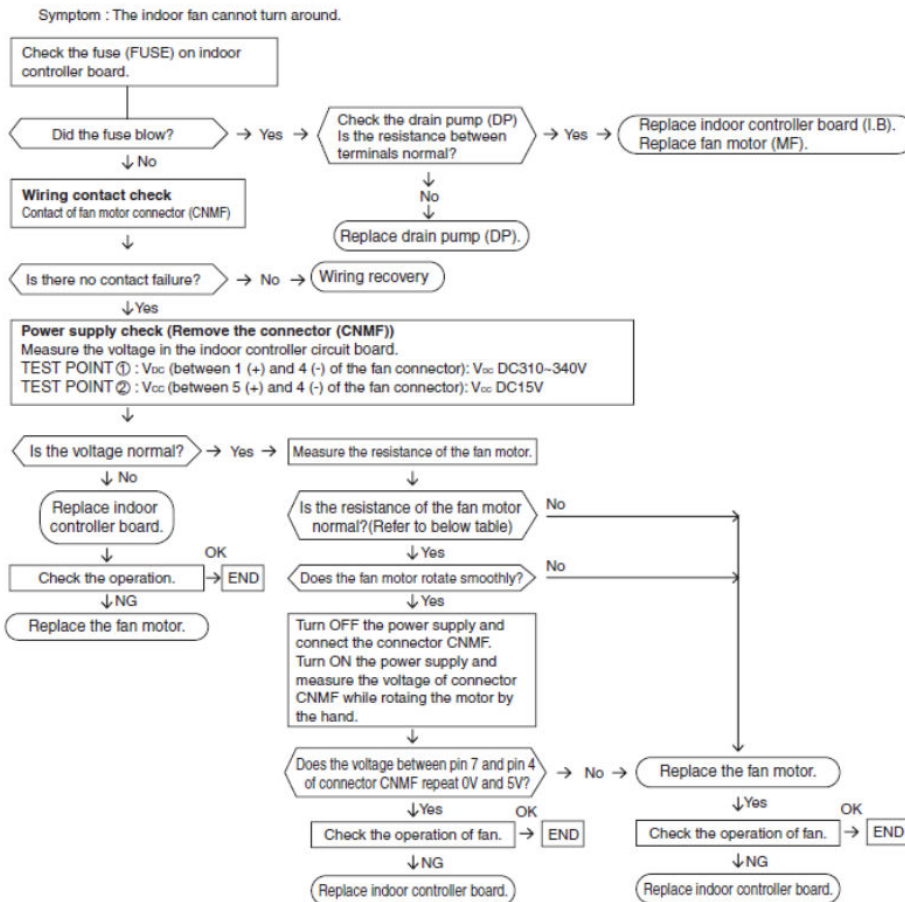 Symptom : The indoor fan cannot turn around.
Check the fuse (FUSE) on indoor
controller board.
Did the fuse blow?
Yes
Check the drain pump (DP)
Is the resistance between
terminals normal?
Yes
Replace indoor controller board (I.B).
Replace fan motor (MF).
No
No
Replace drain pump (DP).
Wiring contact check
Contact of fan motor connector (CNMF)
Is there no contact failure?
No
Wiring recovery
Yes
Power supply check (Remove the connector (CNMF))
Measure the voltage in the indoor controller circuit board.
TEST POINT ① : VDC (between 1 (+) and 4 (-) of the fan connector): VDC DC310~340V
TEST POINT ② : VCC (between 5 (+) and 4 (-) of the fan connector): VCC DC15V
Is the voltage normal?
Yes
Measure the resistance of the fan motor.
No
Replace indoor
controller board.
Check the operation.
OK
END
NG
Replace the fan motor.
Is the resistance of the fan motor
normal?(Refer to below table)
No
Yes
Does the fan motor rotate smoothly?
No
Yes
Turn OFF the power supply and
connect the connector CNMF.
Turn ON the power supply and
measure the voltage of connector
CNMF while rotaing the motor by
the hand.
Does the voltage between pin 7 and pin 4
of connector CNMF repeat 0V and 5V?
No
Replace the fan motor.
Yes
Check the operation of fan.
OK
END
NG
Replace indoor controller board.
Yes
Check the operation of fan.
OK
END
NG
Replace indoor controller board.